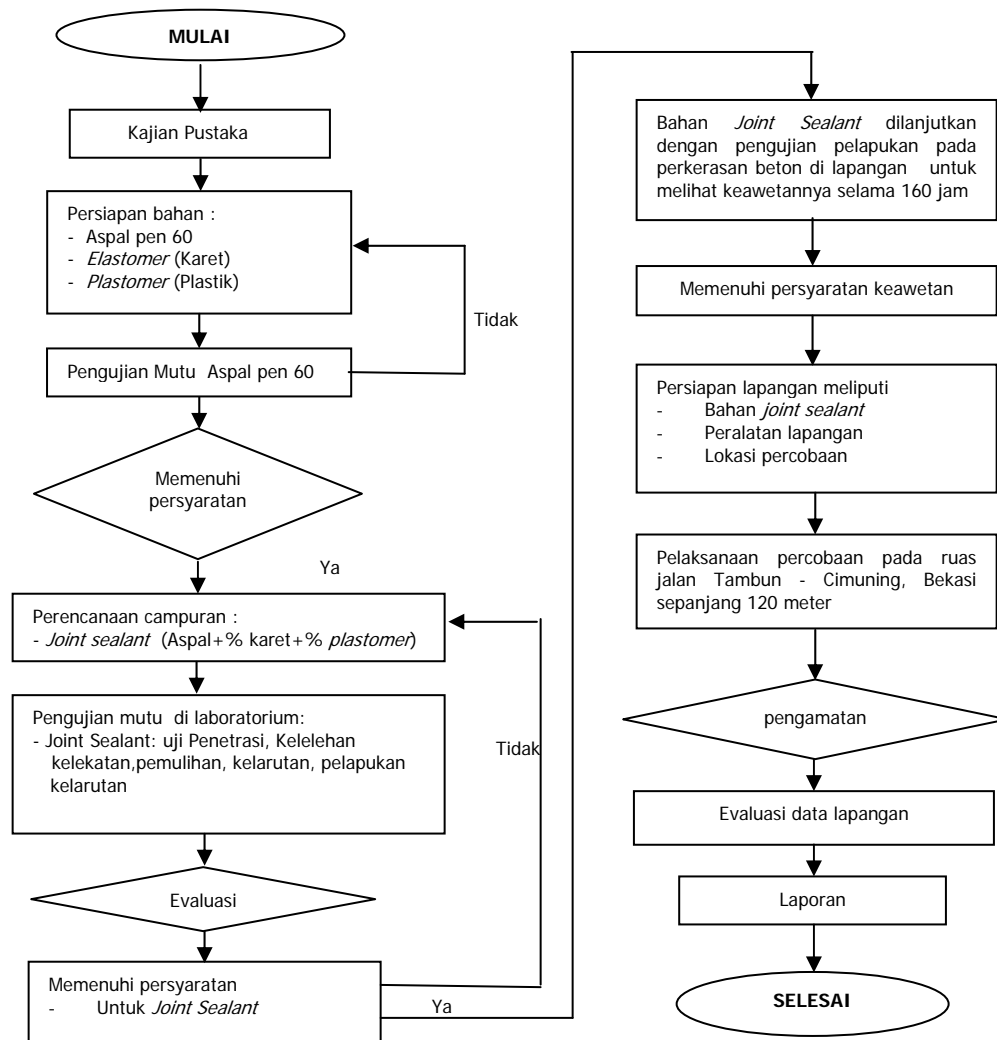 MULAI
Kajian Pustaka
Persiapan bahan :
- Aspal pen 60
- Elastomer (Karet)
- Plastomer (Plastik)
Tidak
Pengujian Mutu Aspal pen 60
Memenuhi
persyaratan
Ya
Perencanaan campuran :
- Joint sealant (Aspal+% karet+% plastomer)
Pengujian mutu di laboratorium:
- Joint Sealant: uji Penetrasi, Kelelehan
kelekatan,pemulihan, kelarutan, pelapukan
kelarutan
Tidak
Evaluasi
Memenuhi persyaratan
- Untuk Joint Sealant
Ya
Bahan Joint Sealant dilanjutkan
dengan pengujian pelapukan pada
perkerasan beton di lapangan untuk
melihat keawetannya selama 160 jam
Memenuhi persyaratan keawetan
Persiapan lapangan meliputi
- Bahan joint sealant
- Peralatan lapangan
- Lokasi percobaan
Pelaksanaan percobaan pada ruas
jalan Tambun - Cimuning, Bekasi
sepanjang 120 meter
pengamatan
Evaluasi data lapangan
Laporan
SELESAI